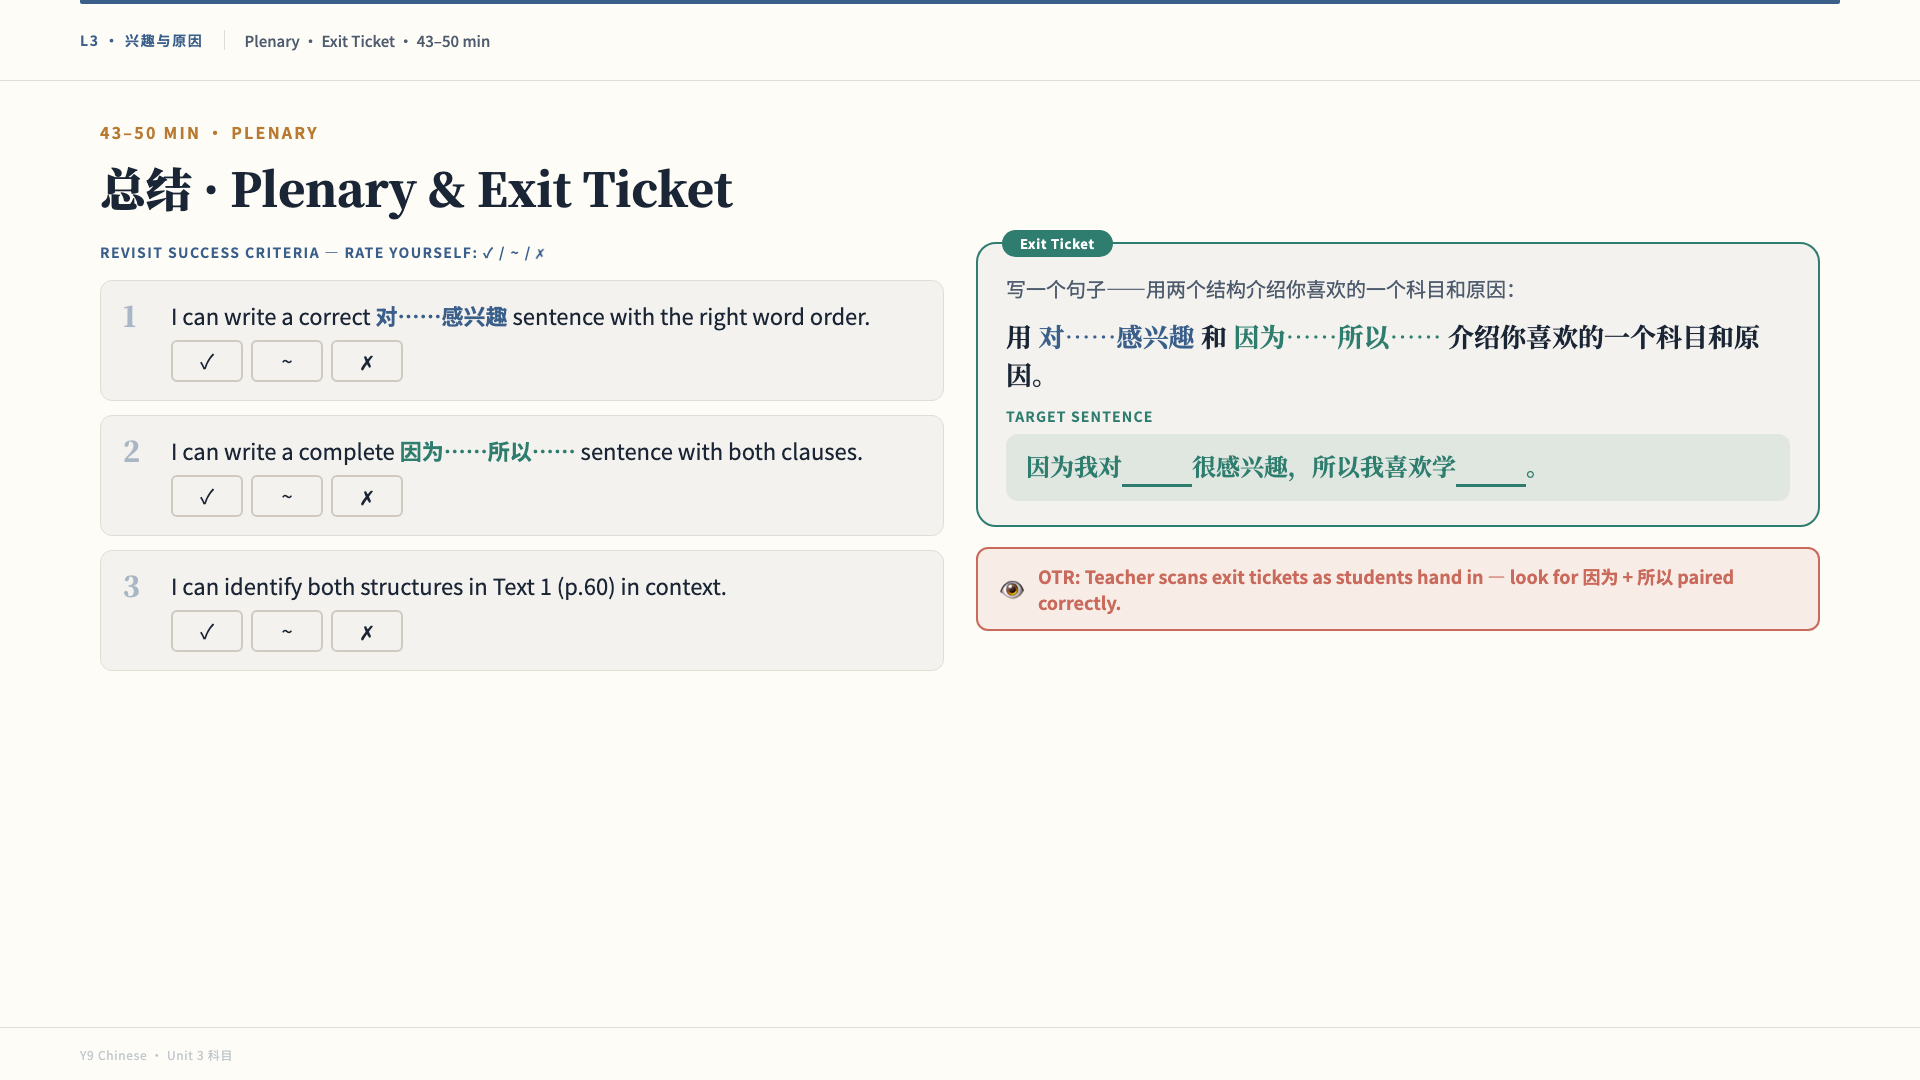 L3 · 兴趣与原因
Plenary · Exit Ticket · 43–50 min
43–50 MIN · PLENARY
总结 · Plenary & Exit Ticket
REVISIT SUCCESS CRITERIA — RATE YOURSELF: ✓ / ~ / ✗
1
I can write a correct 对……感兴趣 sentence with the right word order.
✓ ~ ✗
2
I can write a complete 因为……所以…… sentence with both clauses.
✓ ~ ✗
3
I can identify both structures in Text 1 (p.60) in context.
✓ ~ ✗
Exit Ticket
写一个句子——用两个结构介绍你喜欢的一个科目和原因：
用 对……感兴趣 和 因为……所以…… 介绍你喜欢的一个科目和原
因。
TARGET SENTENCE
因为我对_____很感兴趣，所以我喜欢学_____。
👁️ OTR: Teacher scans exit tickets as students hand in — look for 因为 + 所以 paired
correctly.
Y9 Chinese · Unit 3 科目